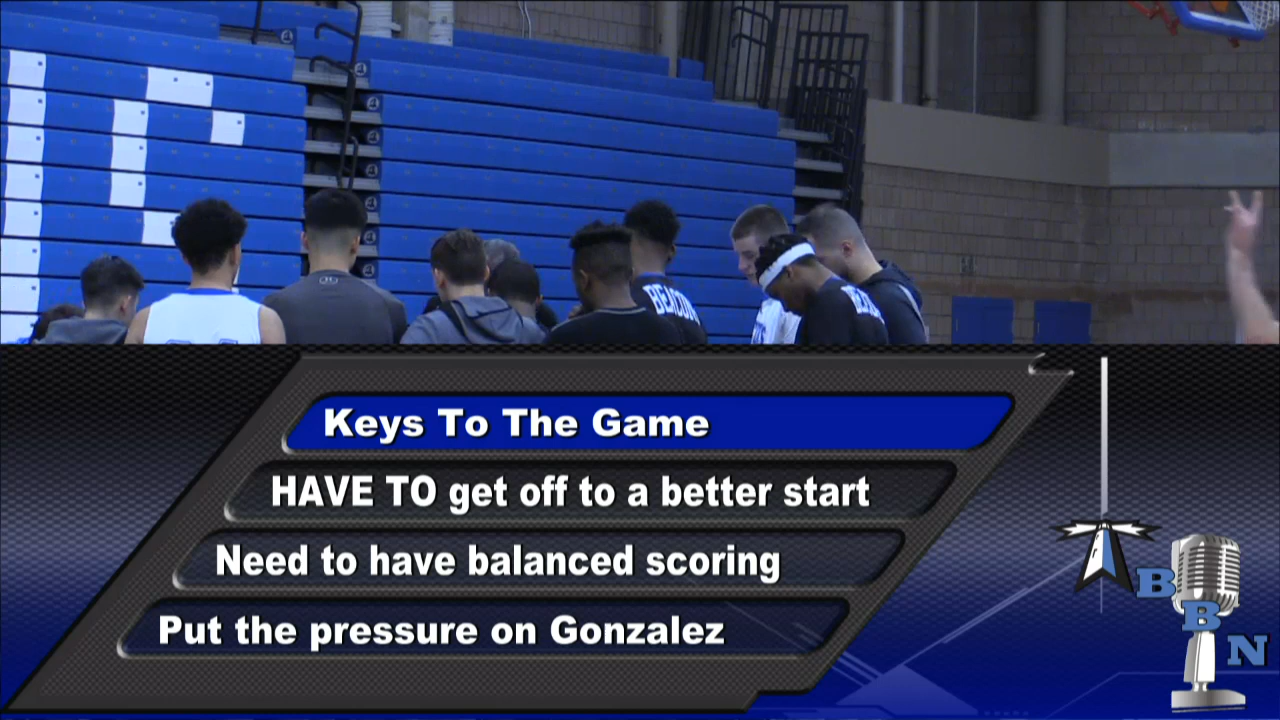 BEACON
Keys To The Game
HAVE TO get off to a better start
Need to have balanced scoring
Put the pressure on Gonzalez
B
B
N